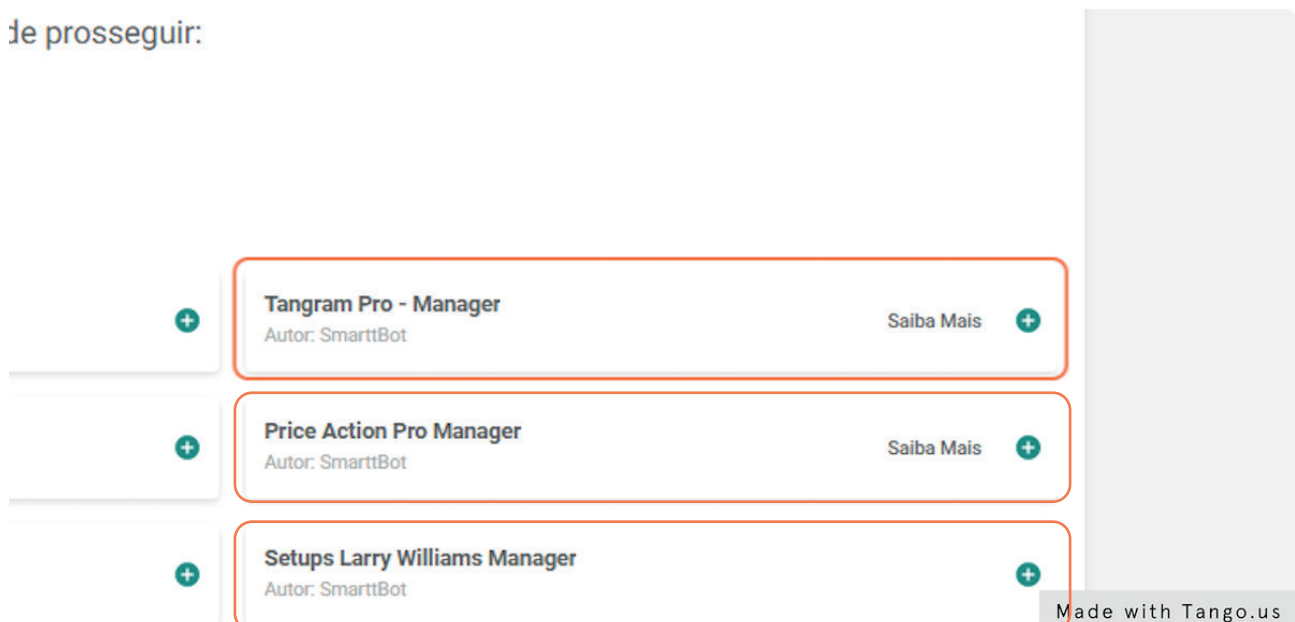 de prosseguir:
Tangram Pro - Manager
Autor: SmarttBot
Saiba Mais
Price Action Pro Manager
Autor: SmarttBot
Saiba Mais
Setups Larry Williams Manager
Autor: SmarttBot
Made with Tango.us